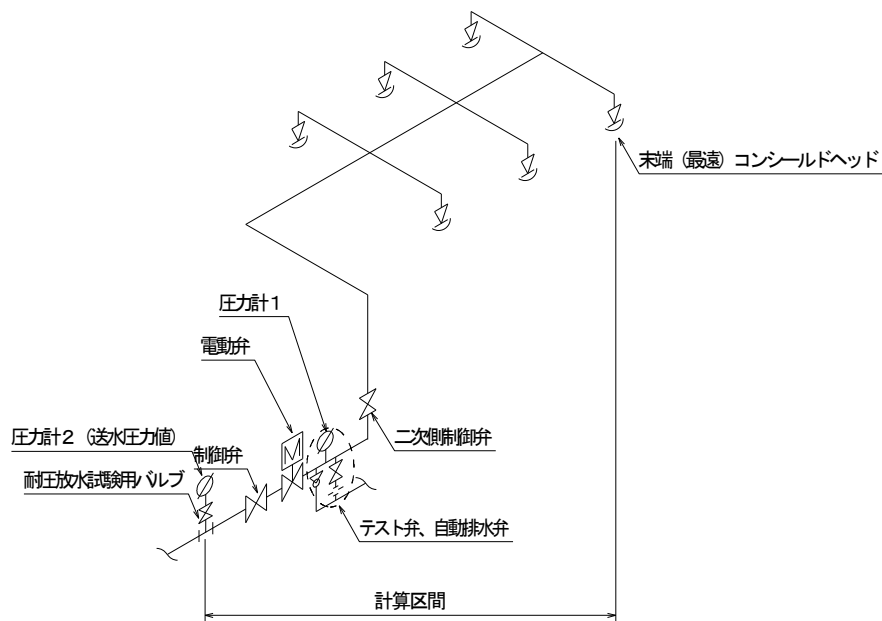 末端（最遠）コンシールドヘッド
圧力計１
電動弁
M
二次側制御弁
圧力計２（送水圧力値）
制御弁
耐圧放水試験用バルブ
テスト弁、自動排水弁
計算区間